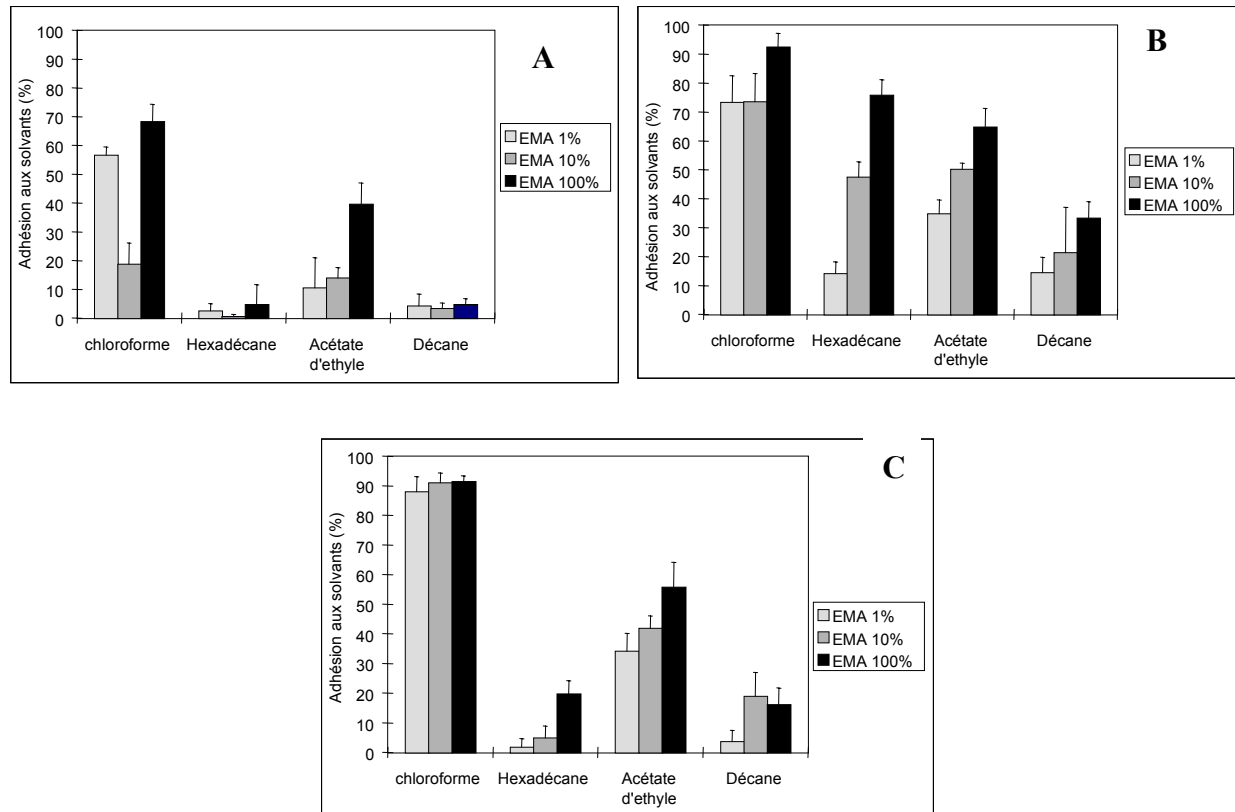 A
Adhésion aux solvants (%)
100
90
80
70
60
50
40
30
20
10
0
chloroforme
Hexadécane
Acétate
d'ethyle
Décane
EMA 1%
EMA 10%
EMA 100%
B
Adhésion aux solvants (%)
100
90
80
70
60
50
40
30
20
10
0
chloroforme
Hexadécane
Acétate
d'ethyle
Décane
EMA 1%
EMA 10%
EMA 100%
C
Adhésion aux solvants (%)
100
90
80
70
60
50
40
30
20
10
0
chloroforme
Hexadécane
Acétate
d'ethyle
Décane
EMA 1%
EMA 10%
EMA 100%